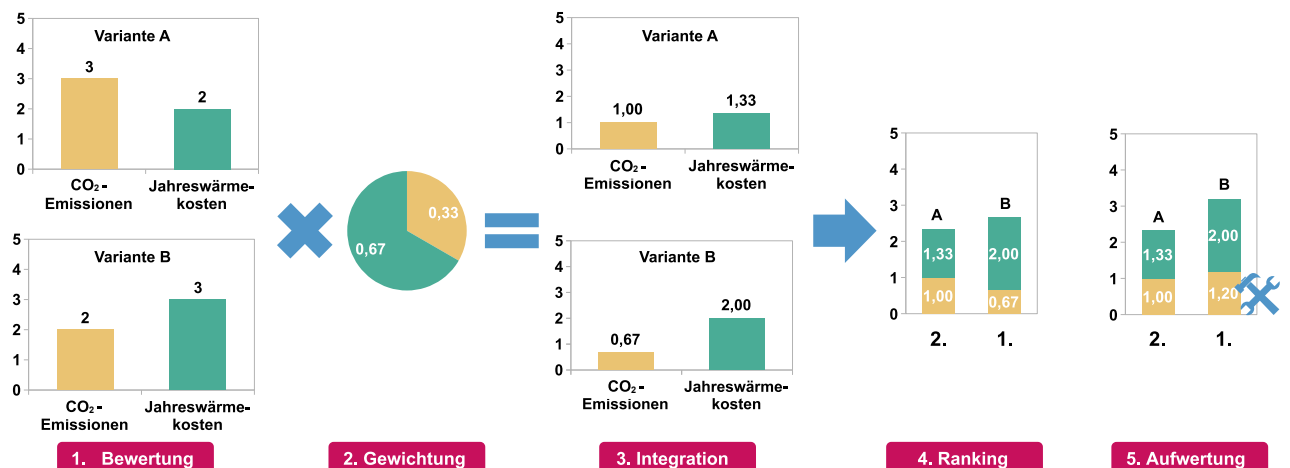 5
4
3
2
1
0
Variante A
3
2
CO₂-
Emissionen
Jahreswärme-
kosten
5
4
3
2
1
0
Variante B
2
3
CO₂-
Emissionen
Jahreswärme-
kosten
1. Bewertung
0,33
0,67
2. Gewichtung
5
4
3
2
1
0
Variante A
1,00
1,33
CO₂-
Emissionen
Jahreswärme-
kosten
5
4
3
2
1
0
Variante B
0,67
2,00
CO₂-
Emissionen
Jahreswärme-
kosten
3. Integration
5
4
3
2
1
0
A
B
1,33
2,00
1,00
0,67
2.
1.
4. Ranking
5
4
3
2
1
0
A
B
1,33
2,00
1,00
1,20
2.
1.
5. Aufwertung